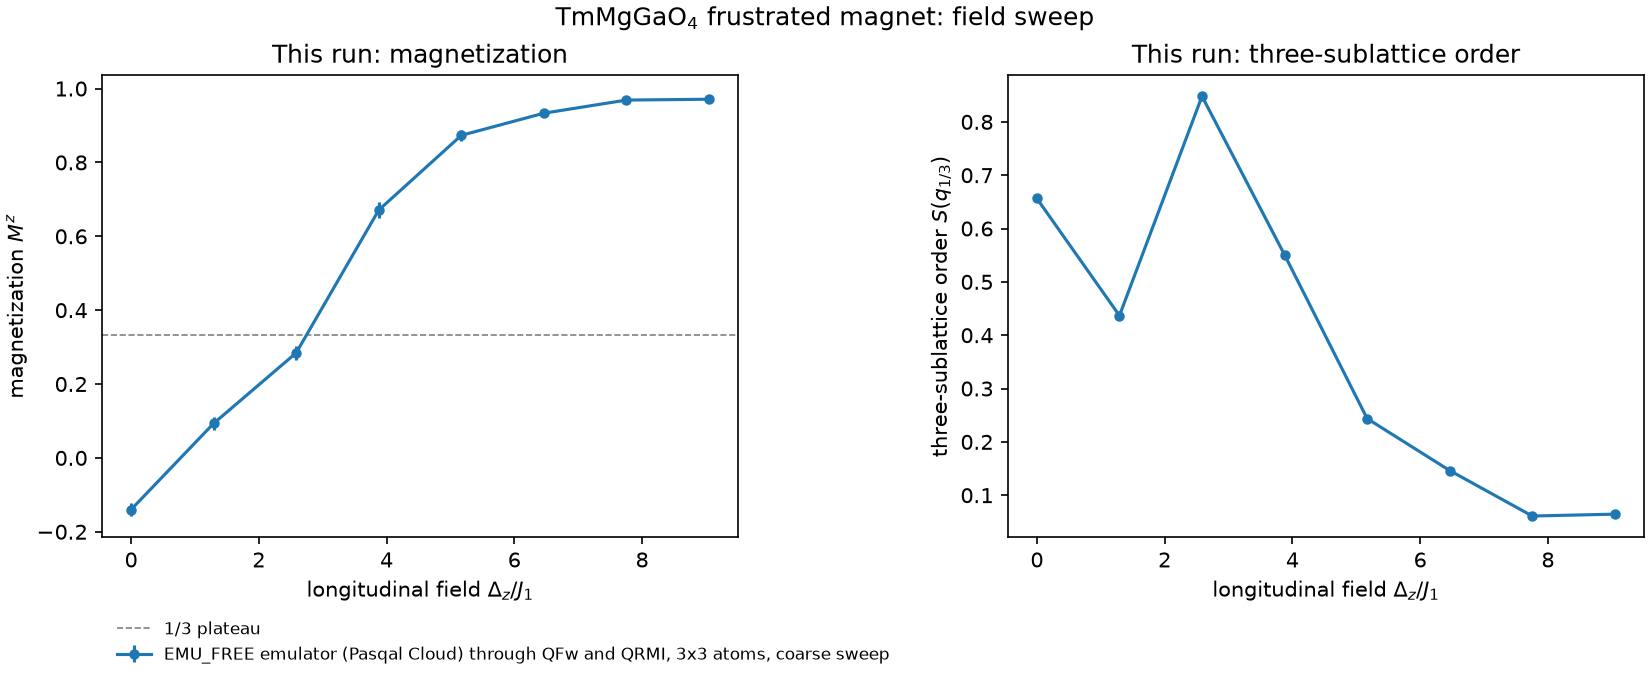 TmMgGaO₄ frustrated magnet: field sweep
This run: magnetization
magnetization Mᶻ
1.0
0.8
0.6
0.4
0.2
0.0
−0.2
0 2 4 6 8
longitudinal field Δ_z/J₁
1/3 plateau
EMU_FREE emulator (Pasqal Cloud) through QFw and QRMI, 3x3 atoms, coarse sweep
This run: three-sublattice order
three-sublattice order S(q₁/₃)
0.8
0.7
0.6
0.5
0.4
0.3
0.2
0.1
0 2 4 6 8
longitudinal field Δ_z/J₁